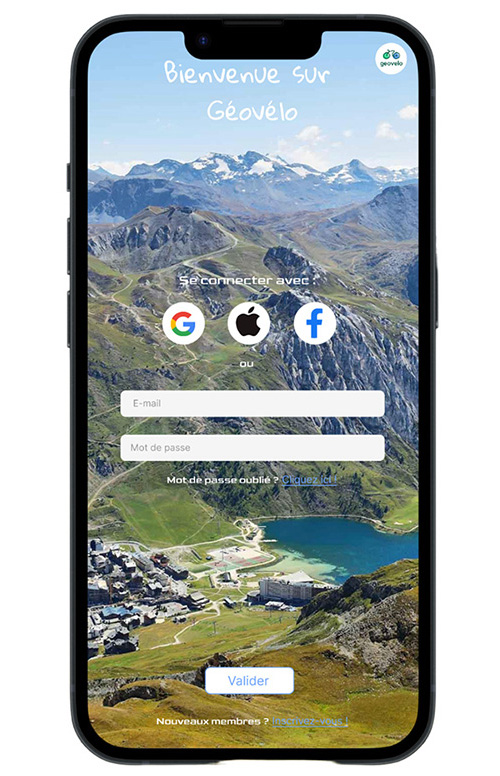 geovelo
Bienvenue sur
Géovélo
Se connecter avec :
ou
E-mail
Mot de passe
Mot de passe oublié ? Cliquez ici !
Valider
Nouveaux membres ? Inscrivez-vous !